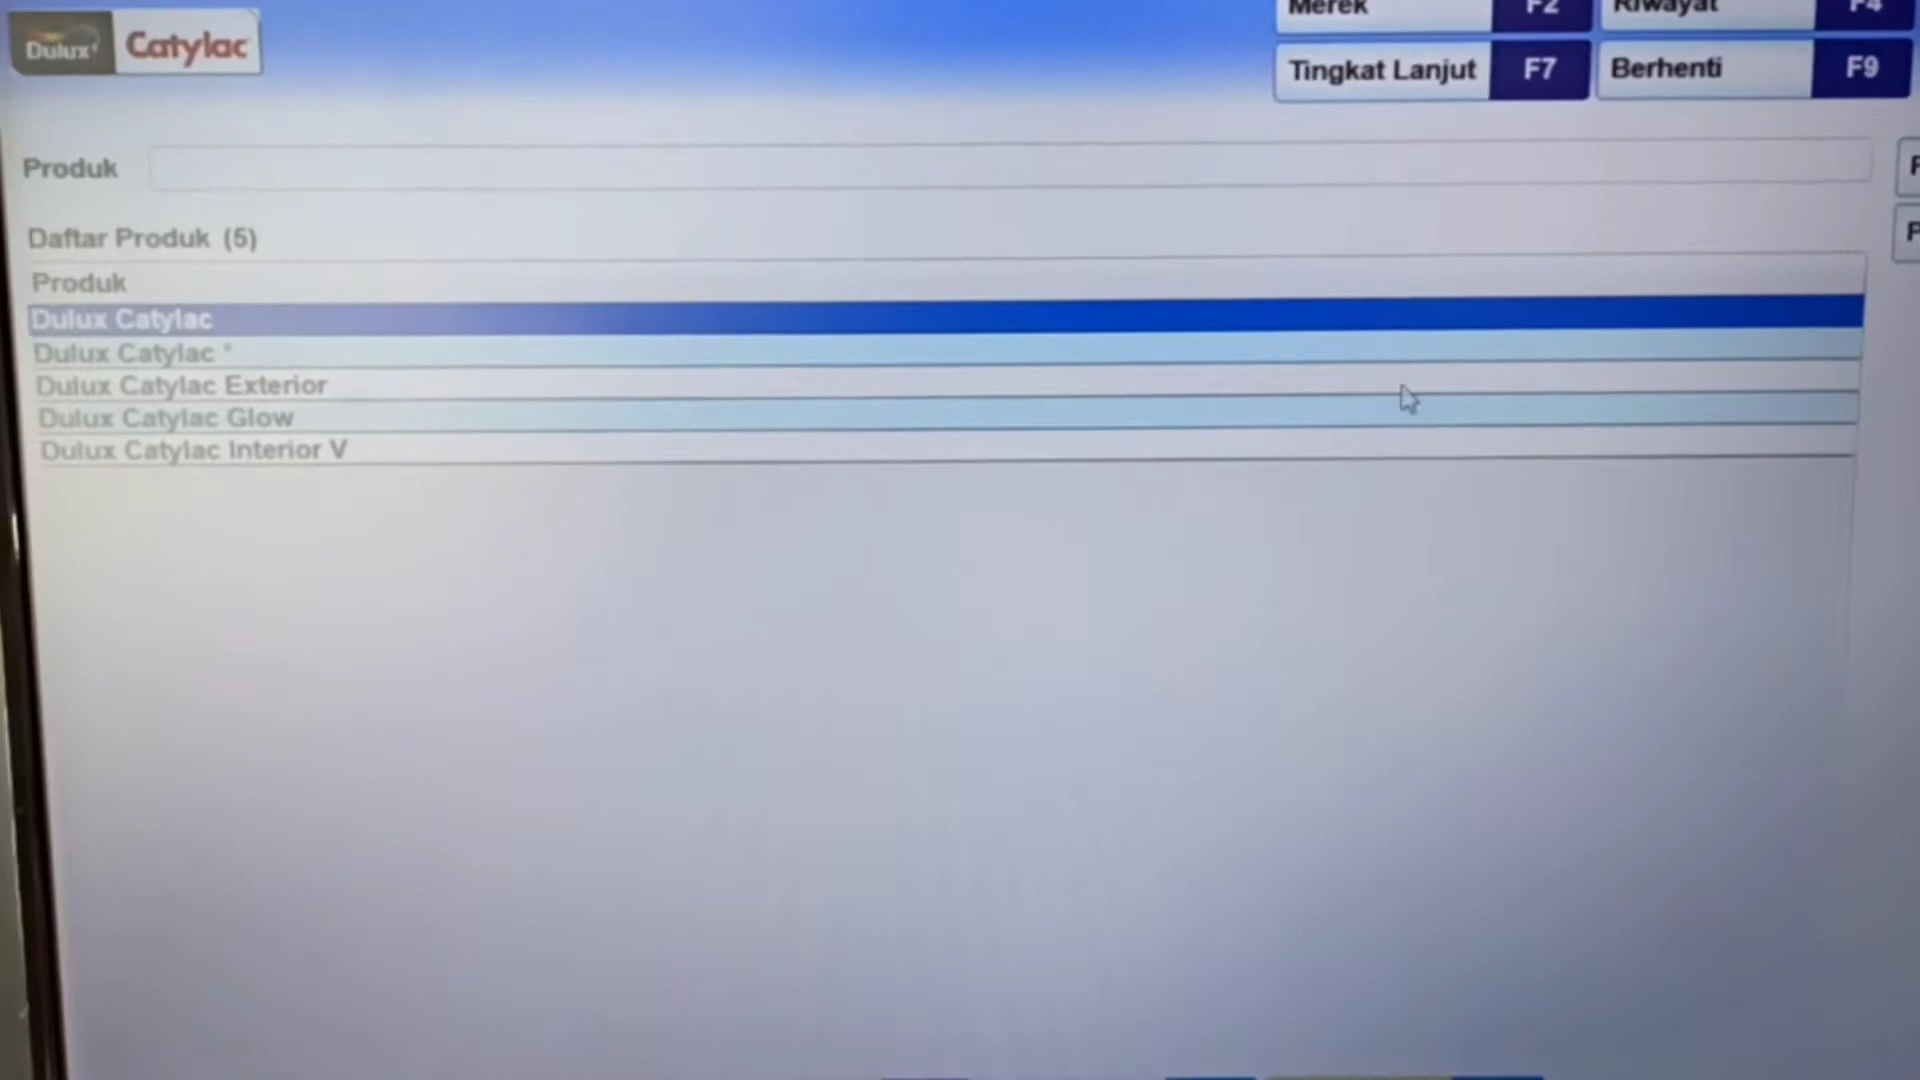 Dulux Catylac
Merek F2 Riwayat F4
Tingkat Lanjut F7 Berhenti F9
Produk
Daftar Produk (5)
Produk
Dulux Catylac
Dulux Catylac *
Dulux Catylac Exterior
Dulux Catylac Glow
Dulux Catylac Interior V